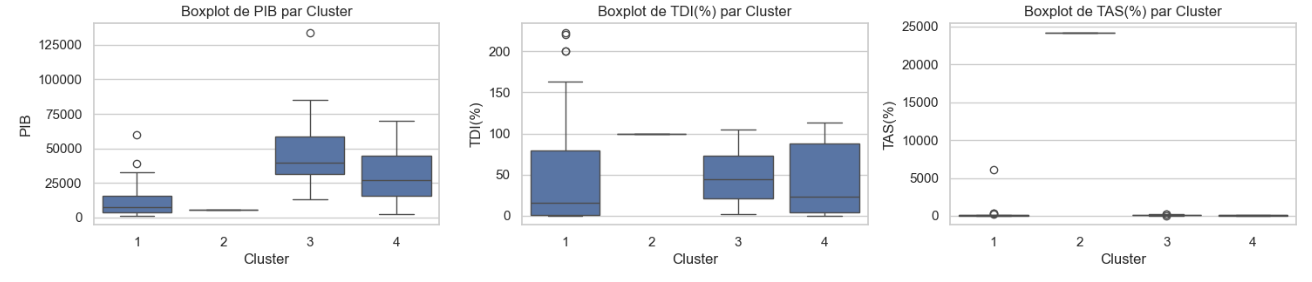 Boxplot de PIB par Cluster
125000
100000
75000
50000
25000
0
PIB
1 2 3 4
Cluster
Boxplot de TDI(%) par Cluster
200
150
100
50
0
TDI(%)
1 2 3 4
Cluster
Boxplot de TAS(%) par Cluster
25000
20000
15000
10000
5000
0
TAS(%)
1 2 3 4
Cluster